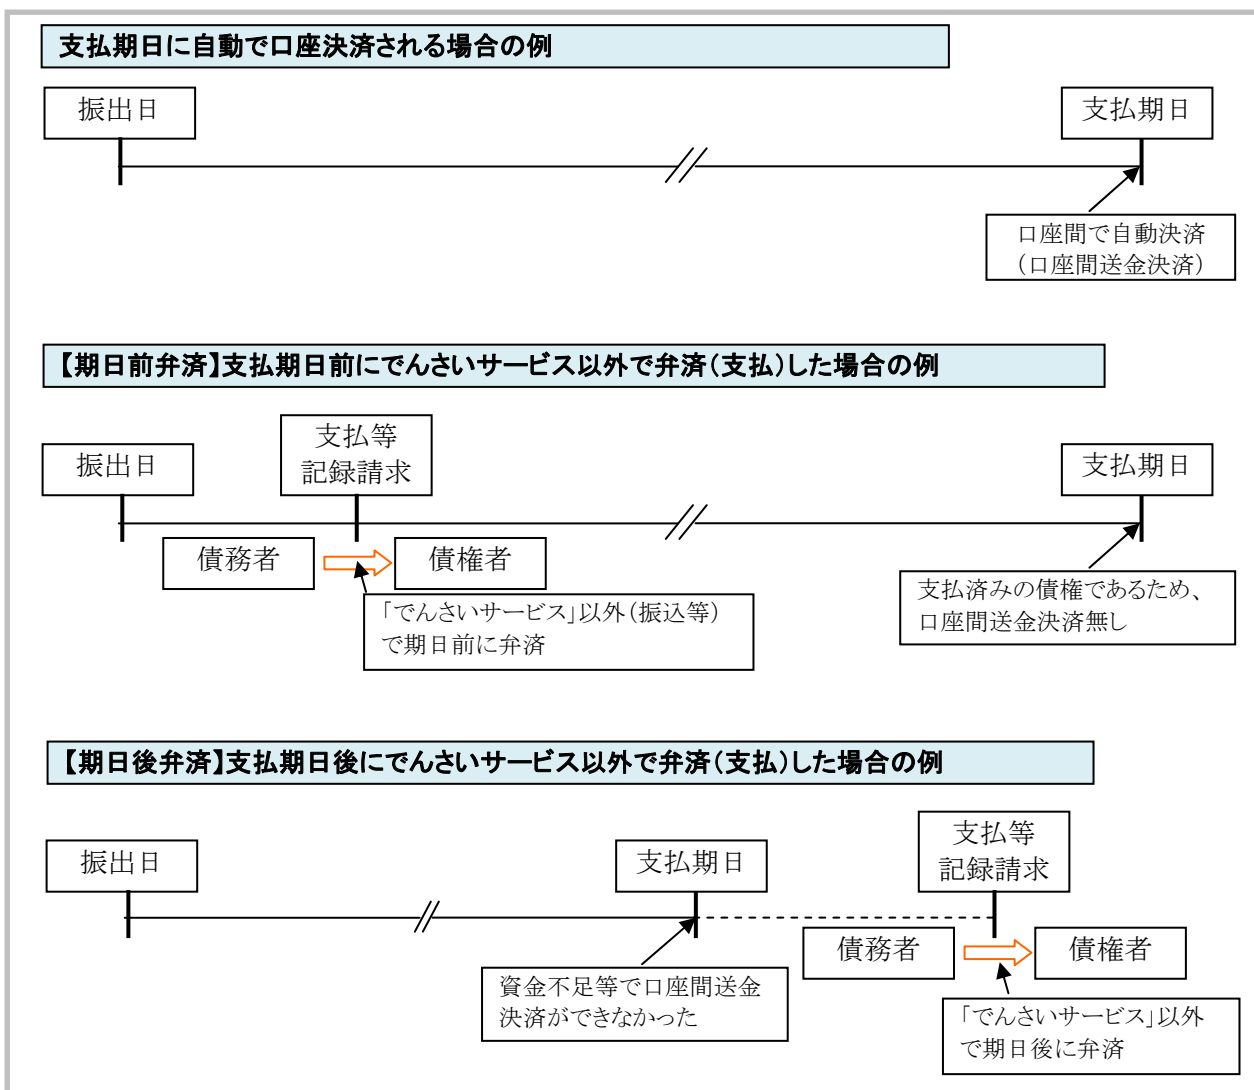 支払期日に自動で口座決済される場合の例
振出日
支払期日
口座間で自動決済
（口座間送金決済）
【期日前弁済】支払期日前にでんさいサービス以外で弁済（支払）した場合の例
振出日
支払等
記録請求
支払期日
債務者
債権者
「でんさいサービス」以外（振込等）
で期日前に弁済
支払済みの債権であるため、
口座間送金決済無し
【期日後弁済】支払期日後にでんさいサービス以外で弁済（支払）した場合の例
振出日
支払期日
支払等
記録請求
債務者
債権者
資金不足等で口座間送金
決済ができなかった
「でんさいサービス」以外
で期日後に弁済